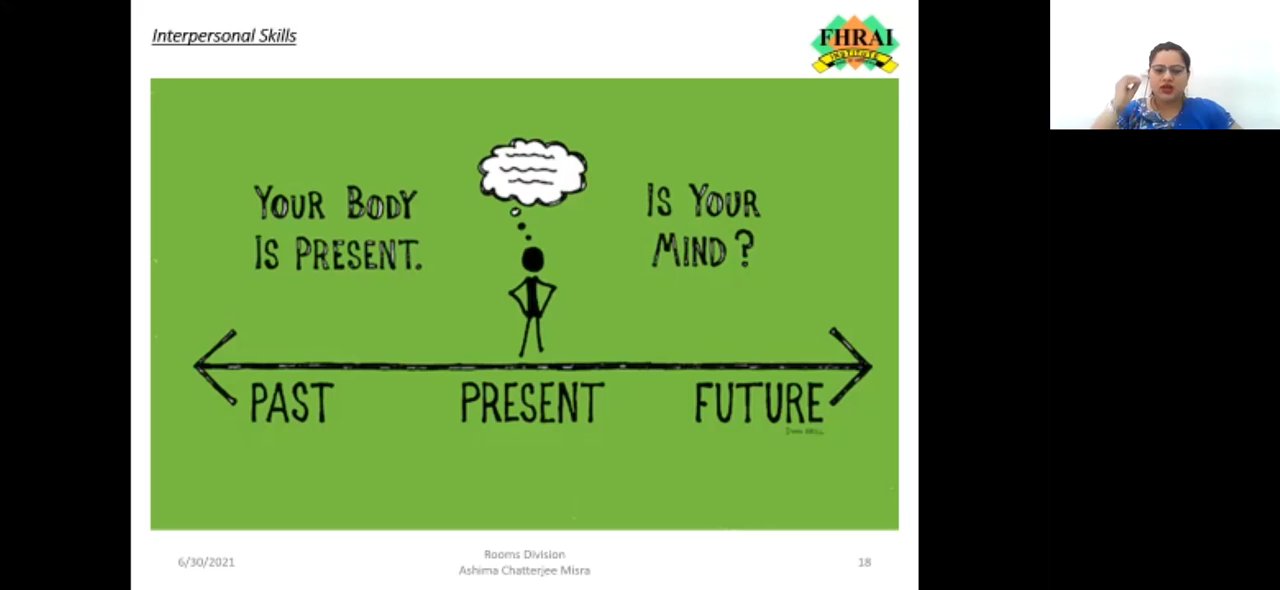 Interpersonal Skills
FHRAI
YOUR BODY
IS PRESENT.
IS YOUR
MIND?
PAST
PRESENT
FUTURE
6/30/2021
Rooms Division
Ashima Chatterjee Misra
18